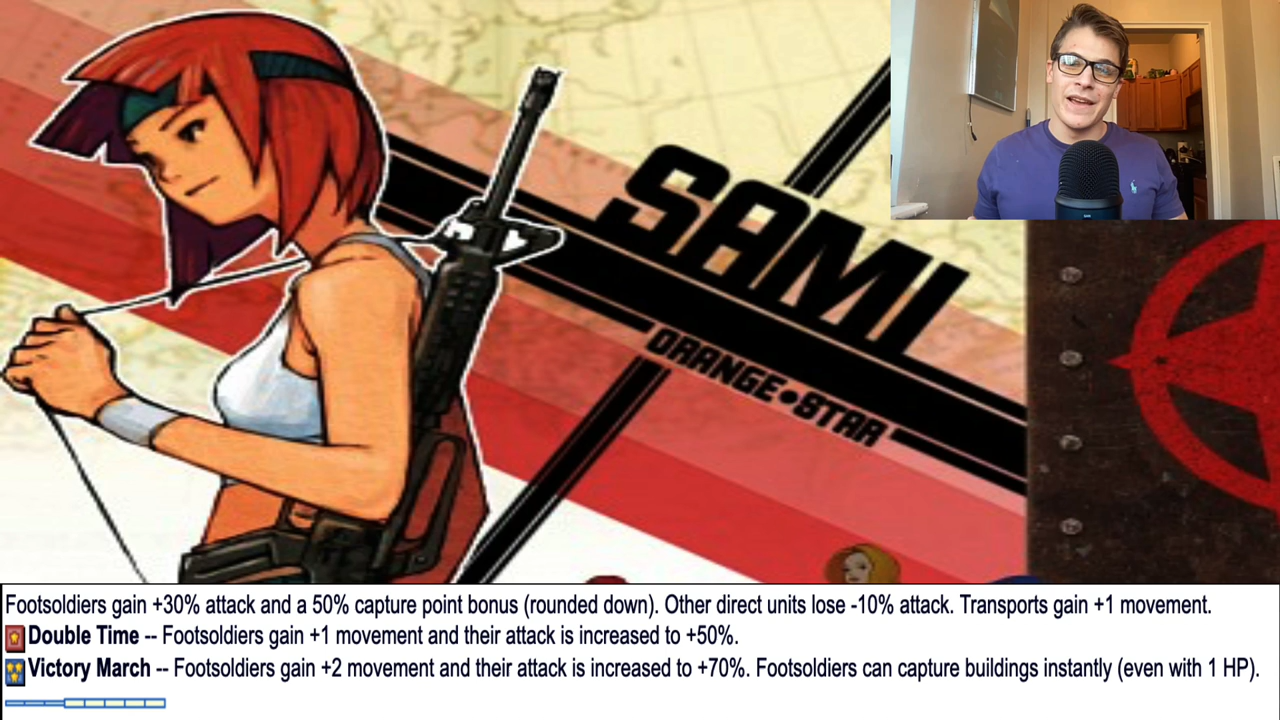 SAMI
ORANGE•STAR
Footsoldiers gain +30% attack and a 50% capture point bonus (rounded down). Other direct units lose -10% attack. Transports gain +1 movement.
Double Time -- Footsoldiers gain +1 movement and their attack is increased to +50%.
Victory March -- Footsoldiers gain +2 movement and their attack is increased to +70%. Footsoldiers can capture buildings instantly (even with 1 HP).